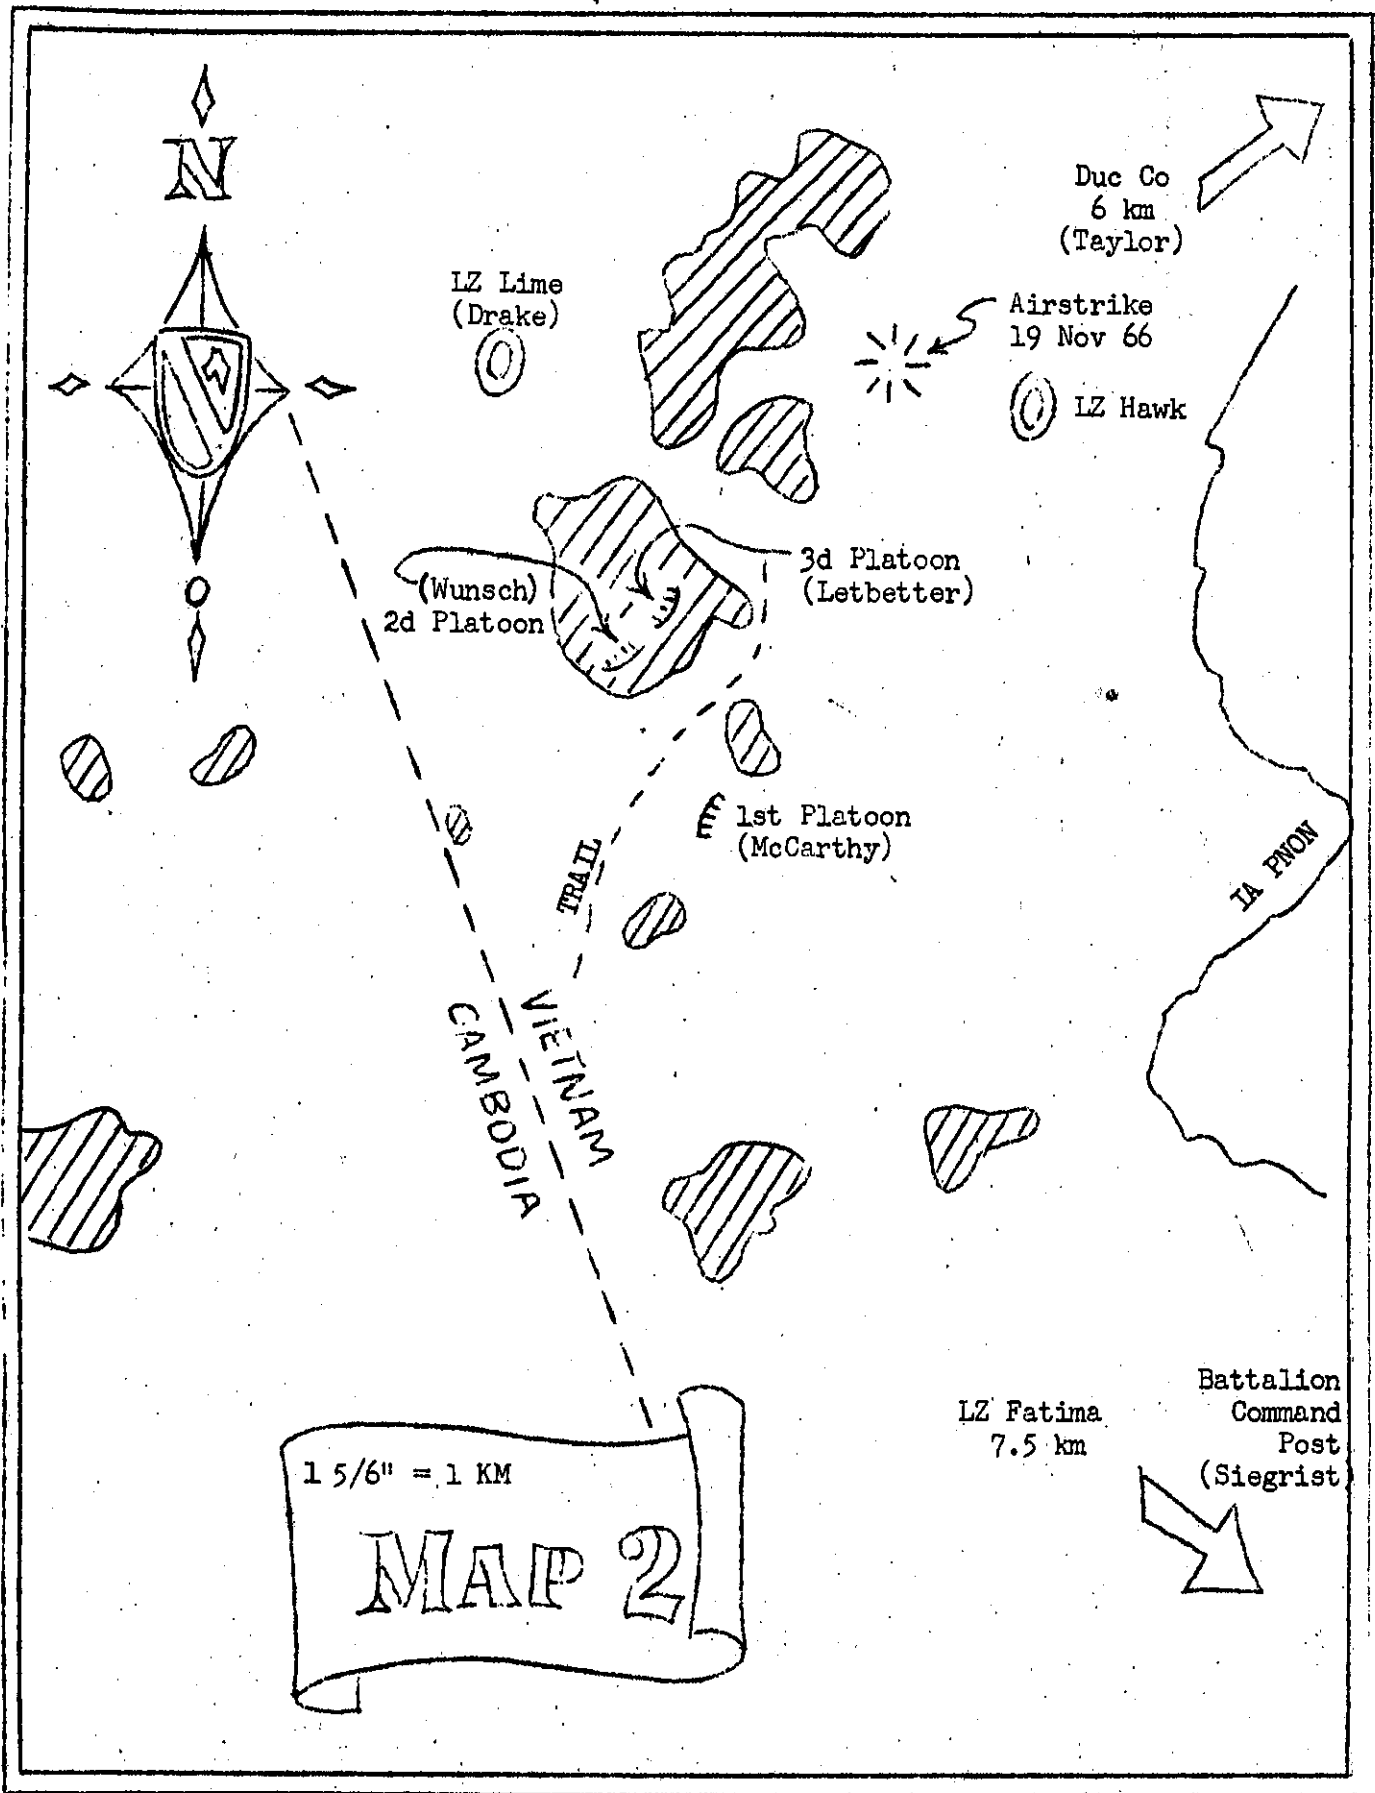 N
Duc Co
6 km
(Taylor)
LZ Lime
(Drake)
Airstrike
19 Nov 66
LZ Hawk
3d Platoon
(Letbetter)
(Wunsch)
2d Platoon
1st Platoon
(McCarthy)
TRAIL
IA PNON
VIETNAM
CAMBODIA
Battalion
Command
Post
(Siegrist)
LZ Fatima
7.5 km
1 5/6" = 1 KM
MAP 2